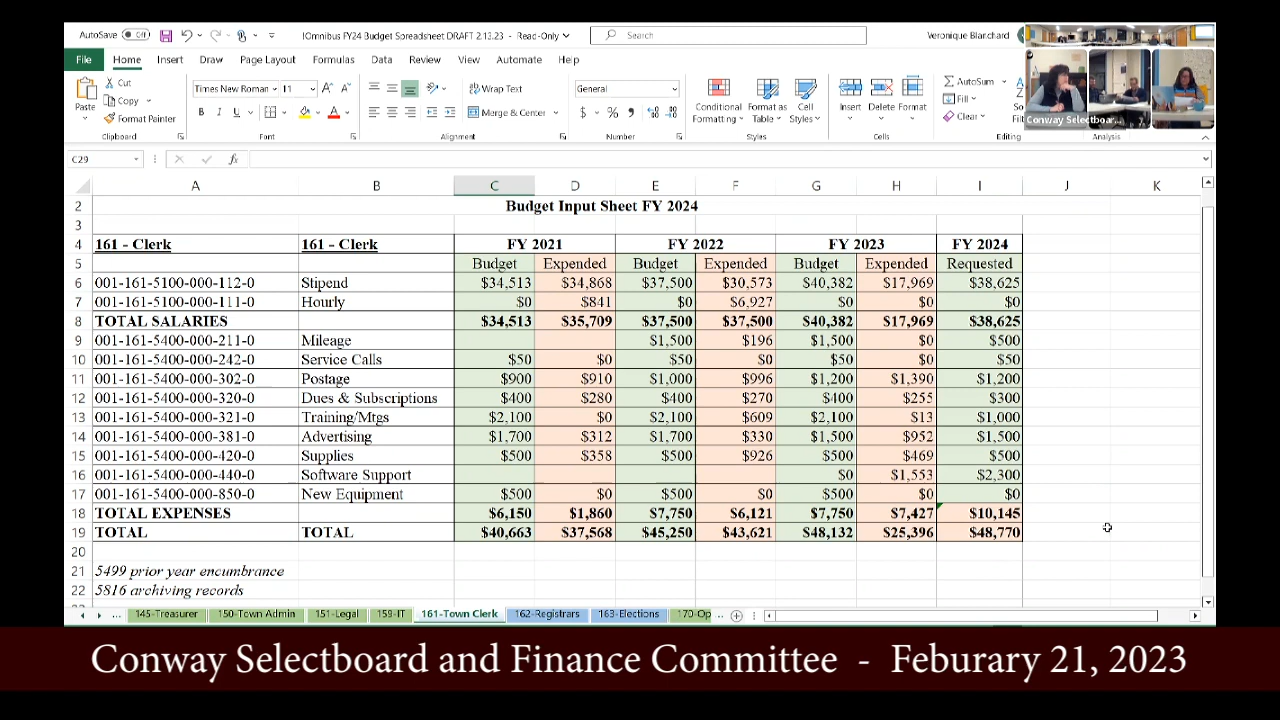 AutoSave Off IOmnibus FY24 Budget Spreadsheet DRAFT 2.13.23 - Read-Only Search Veronique Blanchard
File Home Insert Draw Page Layout Formulas Data Review View Automate Help
Cut Times New Roman 11 Wrap Text General AutoSum
Paste Copy Conditional Format as Cell Insert Delete Format Fill
Format Painter B I U Merge & Center $ % Formatting Table Styles Clear Conway Selectboar...
Clipboard Font Alignment Number Styles Cells Editing Analysis
C29 fx
A B C D E F G H I J K
2 Budget Input Sheet FY 2024
3
4 161 - Clerk 161 - Clerk FY 2021 FY 2022 FY 2023 FY 2024
5 Budget Expended Budget Expended Budget Expended Requested
6 001-161-5100-000-112-0 Stipend $34,513 $34,868 $37,500 $30,573 $40,382 $17,969 $38,625
7 001-161-5100-000-111-0 Hourly $0 $841 $0 $6,927 $0 $0 $0
8 TOTAL SALARIES $34,513 $35,709 $37,500 $37,500 $40,382 $17,969 $38,625
9 001-161-5400-000-211-0 Mileage $1,500 $196 $1,500 $0 $500
10 001-161-5400-000-242-0 Service Calls $50 $0 $50 $0 $50 $0 $50
11 001-161-5400-000-302-0 Postage $900 $910 $1,000 $996 $1,200 $1,390 $1,200
12 001-161-5400-000-320-0 Dues & Subscriptions $400 $280 $400 $270 $400 $255 $300
13 001-161-5400-000-321-0 Training/Mtgs $2,100 $0 $2,100 $609 $2,100 $13 $1,000
14 001-161-5400-000-381-0 Advertising $1,700 $312 $1,700 $330 $1,500 $952 $1,500
15 001-161-5400-000-420-0 Supplies $500 $358 $500 $926 $500 $469 $500
16 001-161-5400-000-440-0 Software Support $0 $1,553 $2,300
17 001-161-5400-000-850-0 New Equipment $500 $0 $500 $0 $500 $0 $0
18 TOTAL EXPENSES $6,150 $1,860 $7,750 $6,121 $7,750 $7,427 $10,145
19 TOTAL TOTAL $40,663 $37,568 $45,250 $43,621 $48,132 $25,396 $48,770
20
21 5499 prior year encumbrance
22 5816 archiving records
... 145-Treasurer 150-Town Admin 151-Legal 159-IT 161-Town Clerk 162-Registrars 163-Elections 170-Op ...
Conway Selectboard and Finance Committee - Feburary 21, 2023